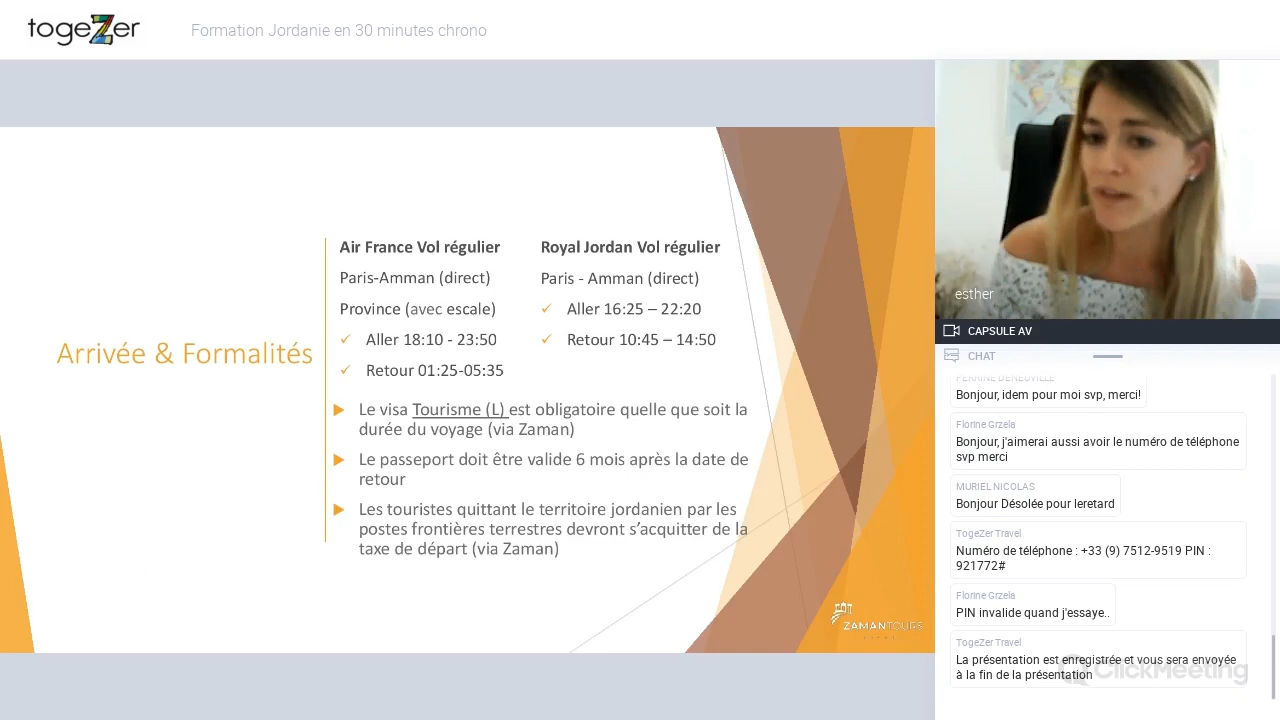 togeZer
Formation Jordanie en 30 minutes chrono
Arrivée & Formalités
Air France Vol régulier
Paris-Amman (direct)
Province (avec escale)
✓ Aller 18:10 - 23:50
✓ Retour 01:25-05:35
Royal Jordan Vol régulier
Paris - Amman (direct)
✓ Aller 16:25 – 22:20
✓ Retour 10:45 – 14:50
Le visa Tourisme (L) est obligatoire quelle que soit la
durée du voyage (via Zaman)
Le passeport doit être valide 6 mois après la date de
retour
Les touristes quittant le territoire jordanien par les
postes frontières terrestres devront s’acquitter de la
taxe de départ (via Zaman)
ZAMANTOURS
esther
CAPSULE AV
CHAT
PERRINE DENEUVILLE
Bonjour, idem pour moi svp, merci!
Florine Grzela
Bonjour, j'aimerai aussi avoir le numéro de téléphone
svp merci
MURIEL NICOLAS
Bonjour Désolée pour leretard
TogeZer Travel
Numéro de téléphone : +33 (9) 7512-9519 PIN :
921772#
Florine Grzela
PIN invalide quand j'essaye..
TogeZer Travel
La présentation est enregistrée et vous sera envoyée
à la fin de la présentation
ClickMeeting